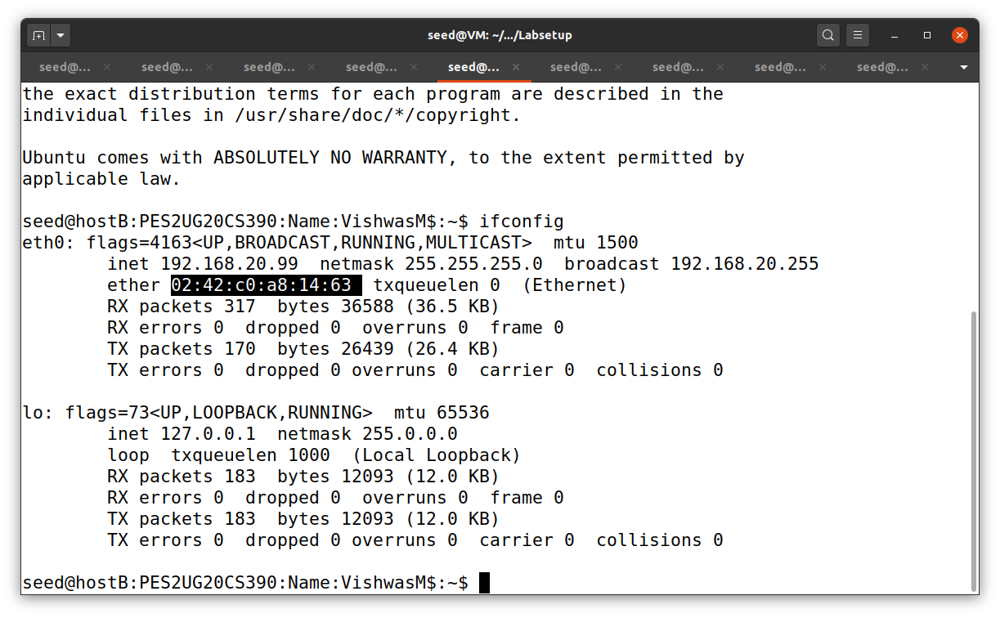 seed@VM: ~/.../Labsetup
seed@... seed@... seed@... seed@... seed@... seed@... seed@... seed@... seed@...
the exact distribution terms for each program are described in the
individual files in /usr/share/doc/*/copyright.
Ubuntu comes with ABSOLUTELY NO WARRANTY, to the extent permitted by
applicable law.
seed@hostB:PES2UG20CS390:Name:VishwasM$:~$ ifconfig
eth0: flags=4163<UP,BROADCAST,RUNNING,MULTICAST>  mtu 1500
        inet 192.168.20.99  netmask 255.255.255.0  broadcast 192.168.20.255
        ether 02:42:c0:a8:14:63  txqueuelen 0  (Ethernet)
        RX packets 317  bytes 36588 (36.5 KB)
        RX errors 0  dropped 0  overruns 0  frame 0
        TX packets 170  bytes 26439 (26.4 KB)
        TX errors 0  dropped 0 overruns 0  carrier 0  collisions 0
lo: flags=73<UP,LOOPBACK,RUNNING>  mtu 65536
        inet 127.0.0.1  netmask 255.0.0.0
        loop  txqueuelen 1000  (Local Loopback)
        RX packets 183  bytes 12093 (12.0 KB)
        RX errors 0  dropped 0  overruns 0  frame 0
        TX packets 183  bytes 12093 (12.0 KB)
        TX errors 0  dropped 0 overruns 0  carrier 0  collisions 0
seed@hostB:PES2UG20CS390:Name:VishwasM$:~$